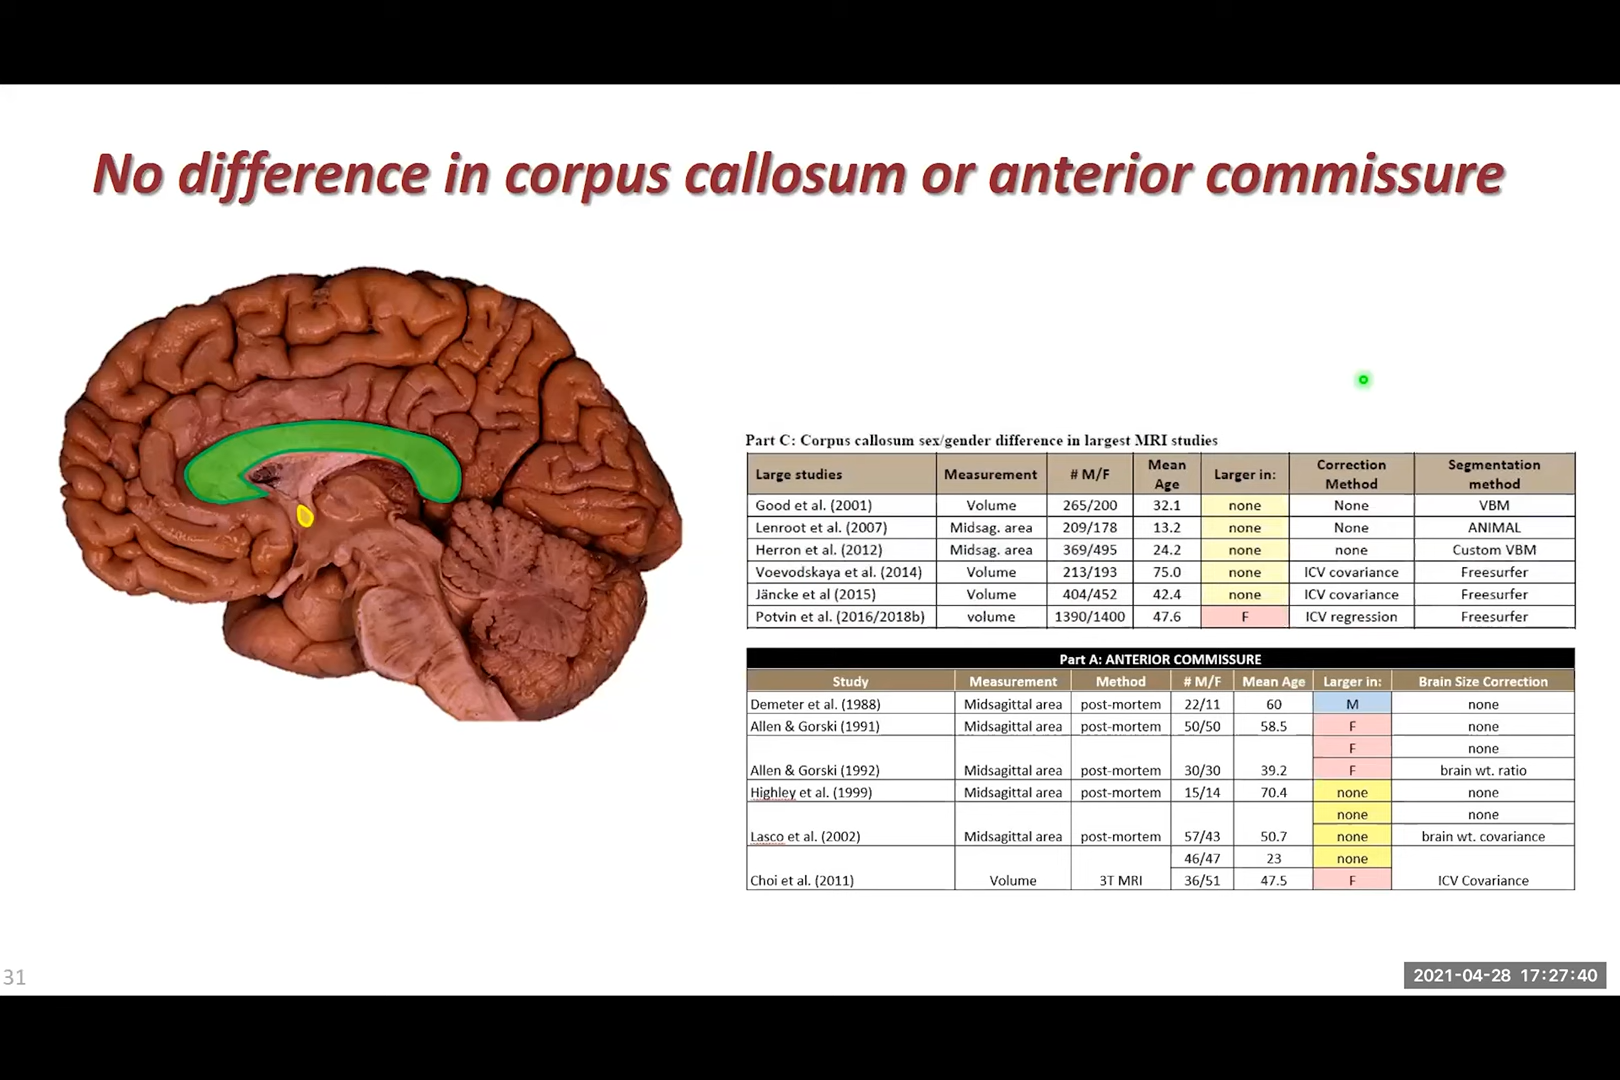 No difference in corpus callosum or anterior commissure
Part C: Corpus callosum sex/gender difference in largest MRI studies
Large studies Measurement # M/F Mean Age Larger in: Correction Method Segmentation method
Good et al. (2001) Volume 265/200 32.1 none None VBM
Lenroot et al. (2007) Midsag. area 209/178 13.2 none None ANIMAL
Herron et al. (2012) Midsag. area 369/495 24.2 none none Custom VBM
Voevodskaya et al. (2014) Volume 213/193 75.0 none ICV covariance Freesurfer
Jäncke et al (2015) Volume 404/452 42.4 none ICV covariance Freesurfer
Potvin et al. (2016/2018b) volume 1390/1400 47.6 F ICV regression Freesurfer
Part A: ANTERIOR COMMISSURE
Study Measurement Method # M/F Mean Age Larger in: Brain Size Correction
Demeter et al. (1988) Midsagittal area post-mortem 22/11 60 M none
Allen & Gorski (1991) Midsagittal area post-mortem 50/50 58.5 F none
F none
Allen & Gorski (1992) Midsagittal area post-mortem 30/30 39.2 F brain wt. ratio
Highley et al. (1999) Midsagittal area post-mortem 15/14 70.4 none none
none none
Lasco et al. (2002) Midsagittal area post-mortem 57/43 50.7 none brain wt. covariance
46/47 23 none
Choi et al. (2011) Volume 3T MRI 36/51 47.5 F ICV Covariance
31
2021-04-28 17:27:40